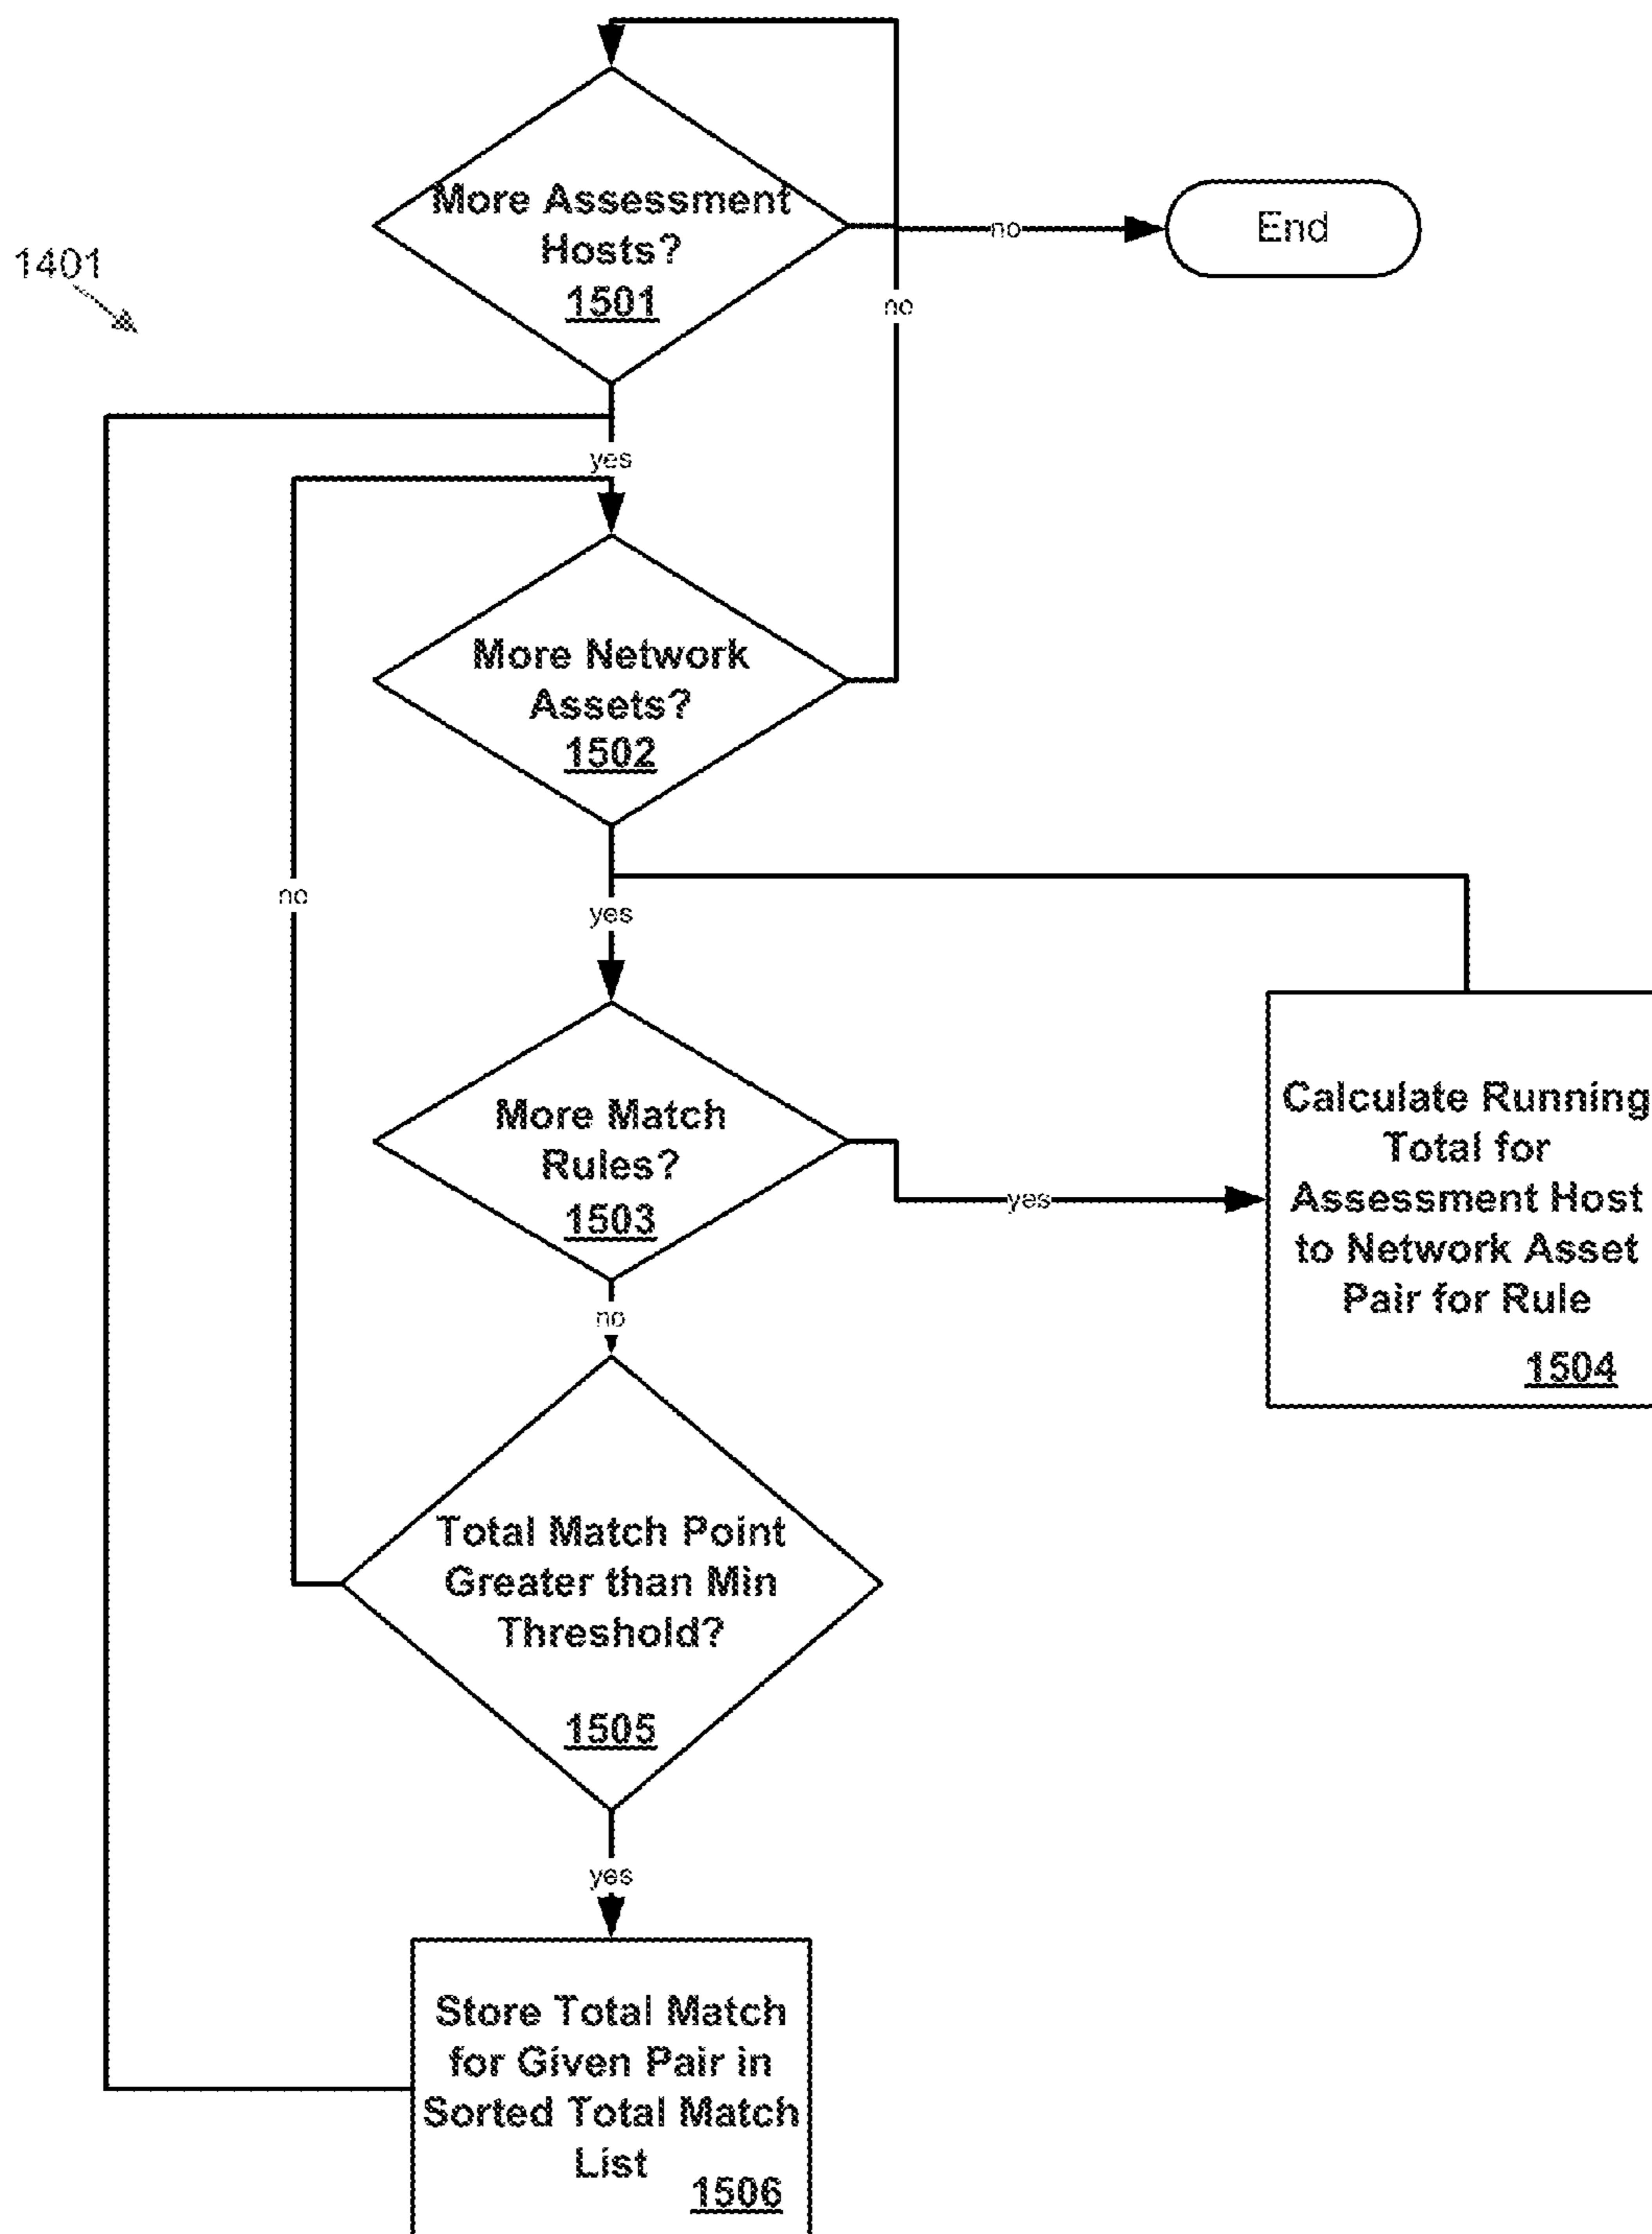 More Assessment
Hosts?
1501
no
End
1401
no
yes
More Network
Assets?
1502
no
yes
More Match
Rules?
1503
yes
Calculate Running
Total for
Assessment Host
to Network Asset
Pair for Rule
1504
no
Total Match Point
Greater than Min
Threshold?
1505
yes
Store Total Match
for Given Pair in
Sorted Total Match
List
1506